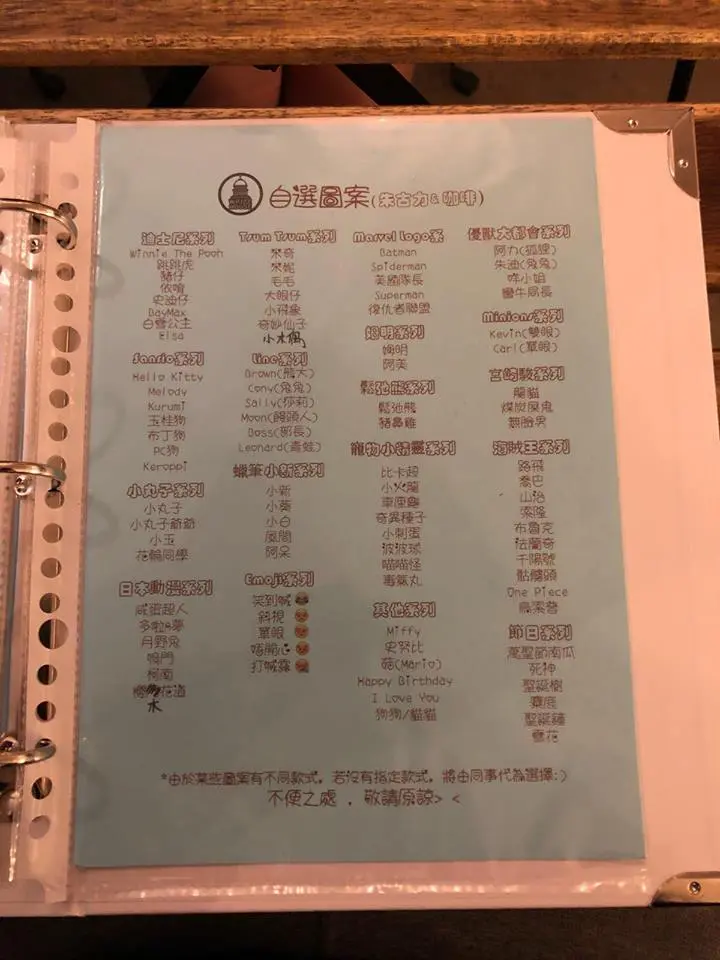 自選圖案(朱古力&咖啡)
迪士尼系列
Winnie The Pooh
跳跳虎
豬仔
依唷
史迪仔
BayMax
白雪公主
Elsa
Sanrio系列
Hello Kitty
Melody
Kurumi
玉桂狗
布丁狗
PC狗
Keroppi
小丸子系列
小丸子
小丸子爺爺
小玉
花輪同學
日本動漫系列
咸蛋超人
多啦A夢
月野兔
鳴門
柯南
花道
木
Tsum Tsum系列
米奇
米妮
毛毛
大眼仔
小飛象
奇妙仙子
小木偶
Line系列
Brown(熊大)
Cony(兔兔)
Sally(莎莉)
Moon(饅頭人)
Boss(部長)
Leonard(青蛙)
蠟筆小新系列
小新
小葵
小白
風間
阿呆
Emoji系列
笑到喊
斜視
單眼
唔開心
打喊露
Marvel Logo系
Batman
Spiderman
美國隊長
Superman
復仇者聯盟
姆明系列
姆明
阿美
鬆弛熊系列
鬆弛熊
豬鼻雞
寵物小精靈系列
比卡超
小火龍
車厘龜
奇異種子
小刺蛋
波波球
喵喵怪
毒氣丸
其他系列
Miffy
史努比
菇(Mario)
Happy Birthday
I Love You
狗狗/貓貓
優獸大都會系列
阿力(狐狸)
朱迪(兔兔)
咩小姐
蠻牛局長
Minions系列
Kevin(雙眼)
Carl(單眼)
宮崎駿系列
龍貓
煤炭屎鬼
無臉男
海賊王系列
路飛
喬巴
山治
索隆
布魯克
法蘭奇
千陽號
骷髏頭
One Piece
烏索普
節日系列
萬聖節南瓜
死神
聖誕樹
馴鹿
聖誕鐘
雪花
*由於某些圖案有不同款式，若沒有指定款式，將由同事代為選擇:)
不便之處，敬請原諒> <